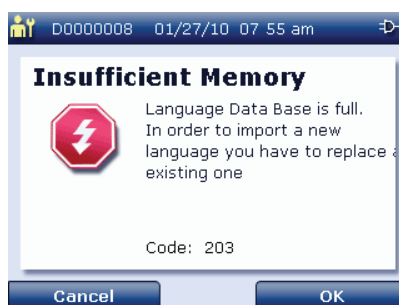 D0000008 01/27/10 07 55 am
Insufficient Memory
Language Data Base is full.
In order to import a new
language you have to replace a
existing one
Code: 203
Cancel OK